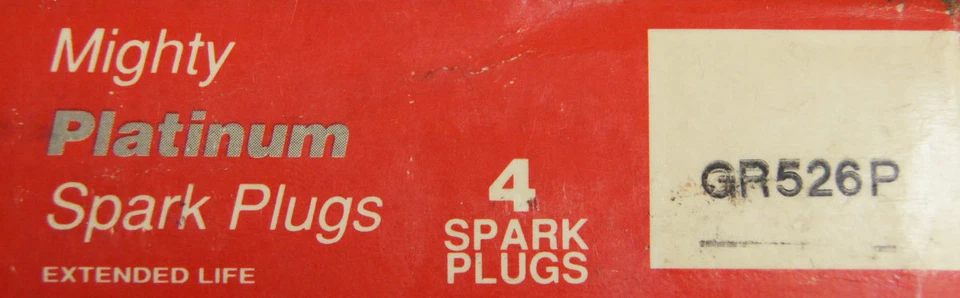 Mighty
Platinum
Spark Plugs
EXTENDED LIFE
4
SPARK
PLUGS
GR526P